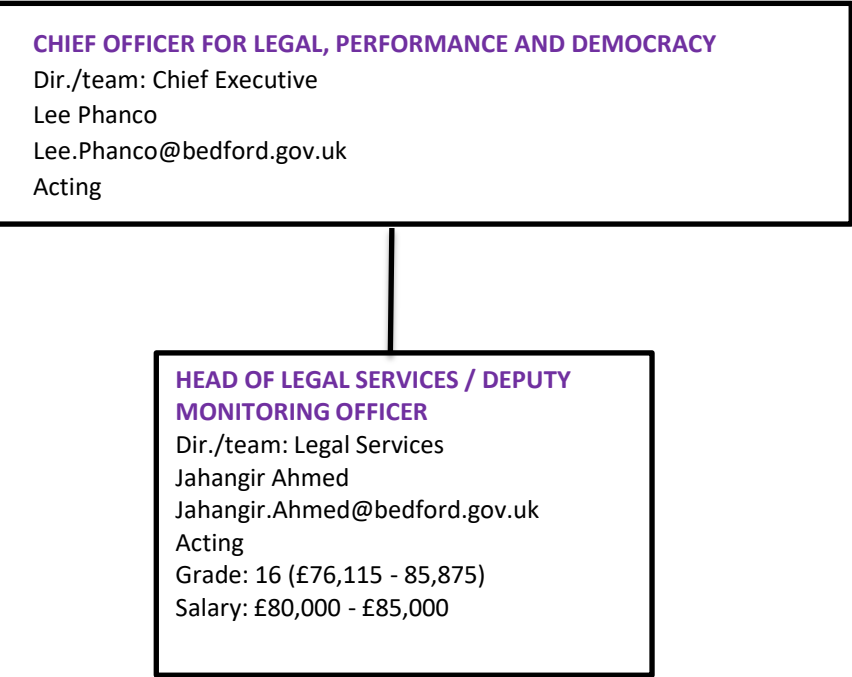 CHIEF OFFICER FOR LEGAL, PERFORMANCE AND DEMOCRACY
Dir./team: Chief Executive
Lee Phanco
Lee.Phanco@bedford.gov.uk
Acting
HEAD OF LEGAL SERVICES / DEPUTY
MONITORING OFFICER
Dir./team: Legal Services
Jahangir Ahmed
Jahangir.Ahmed@bedford.gov.uk
Acting
Grade: 16 (£76,115 - 85,875)
Salary: £80,000 - £85,000